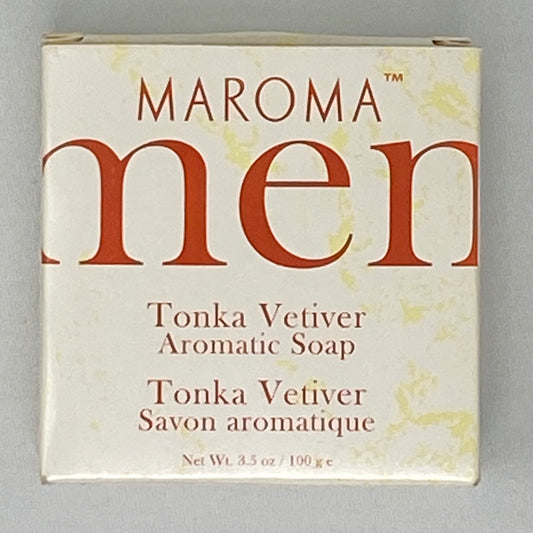 MAROMA™
men
Tonka Vetiver
Aromatic Soap
Tonka Vetiver
Savon aromatique
Net Wt. 3.5 oz / 100 g e